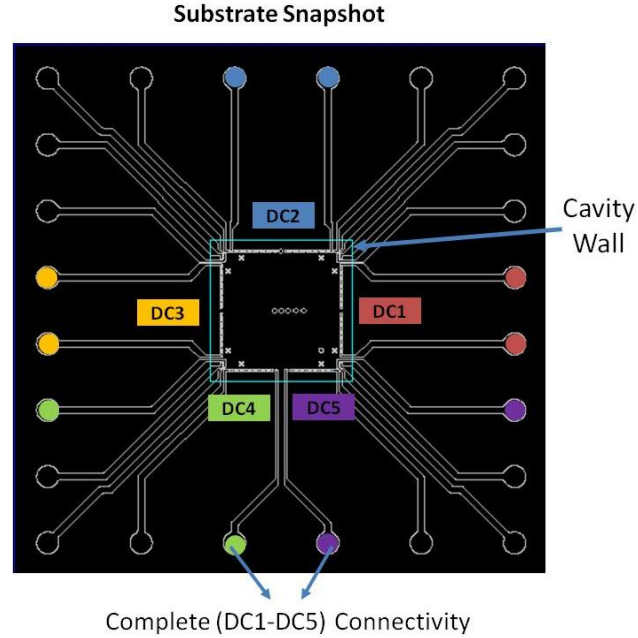 Substrate Snapshot
DC2
Cavity
Wall
DC3
DC1
DC4
DC5
Complete (DC1-DC5) Connectivity